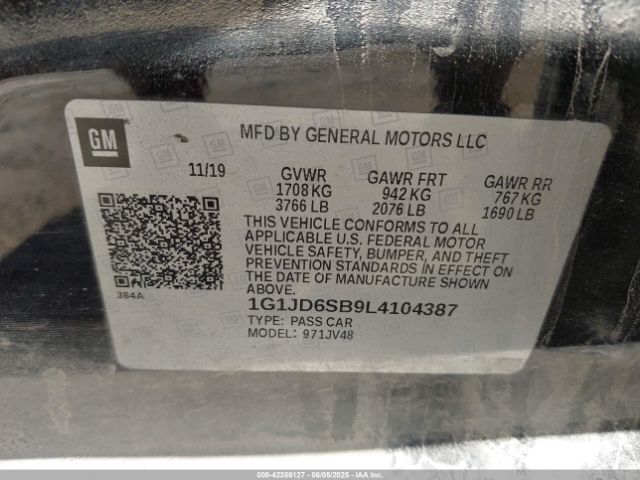 GM
MFD BY GENERAL MOTORS LLC
11/19
GVWR
1708 KG
3766 LB
GAWR FRT
942 KG
2076 LB
GAWR RR
767 KG
1690 LB
THIS VEHICLE CONFORMS TO ALL
APPLICABLE U.S. FEDERAL MOTOR
VEHICLE SAFETY, BUMPER, AND THEFT
PREVENTION STANDARDS IN EFFECT ON
THE DATE OF MANUFACTURE SHOWN
ABOVE.
384A
1G1JD6SB9L4104387
TYPE: PASS CAR
MODEL: 971JV48
000-42356127 - 06/05/2025 - IAA Inc.